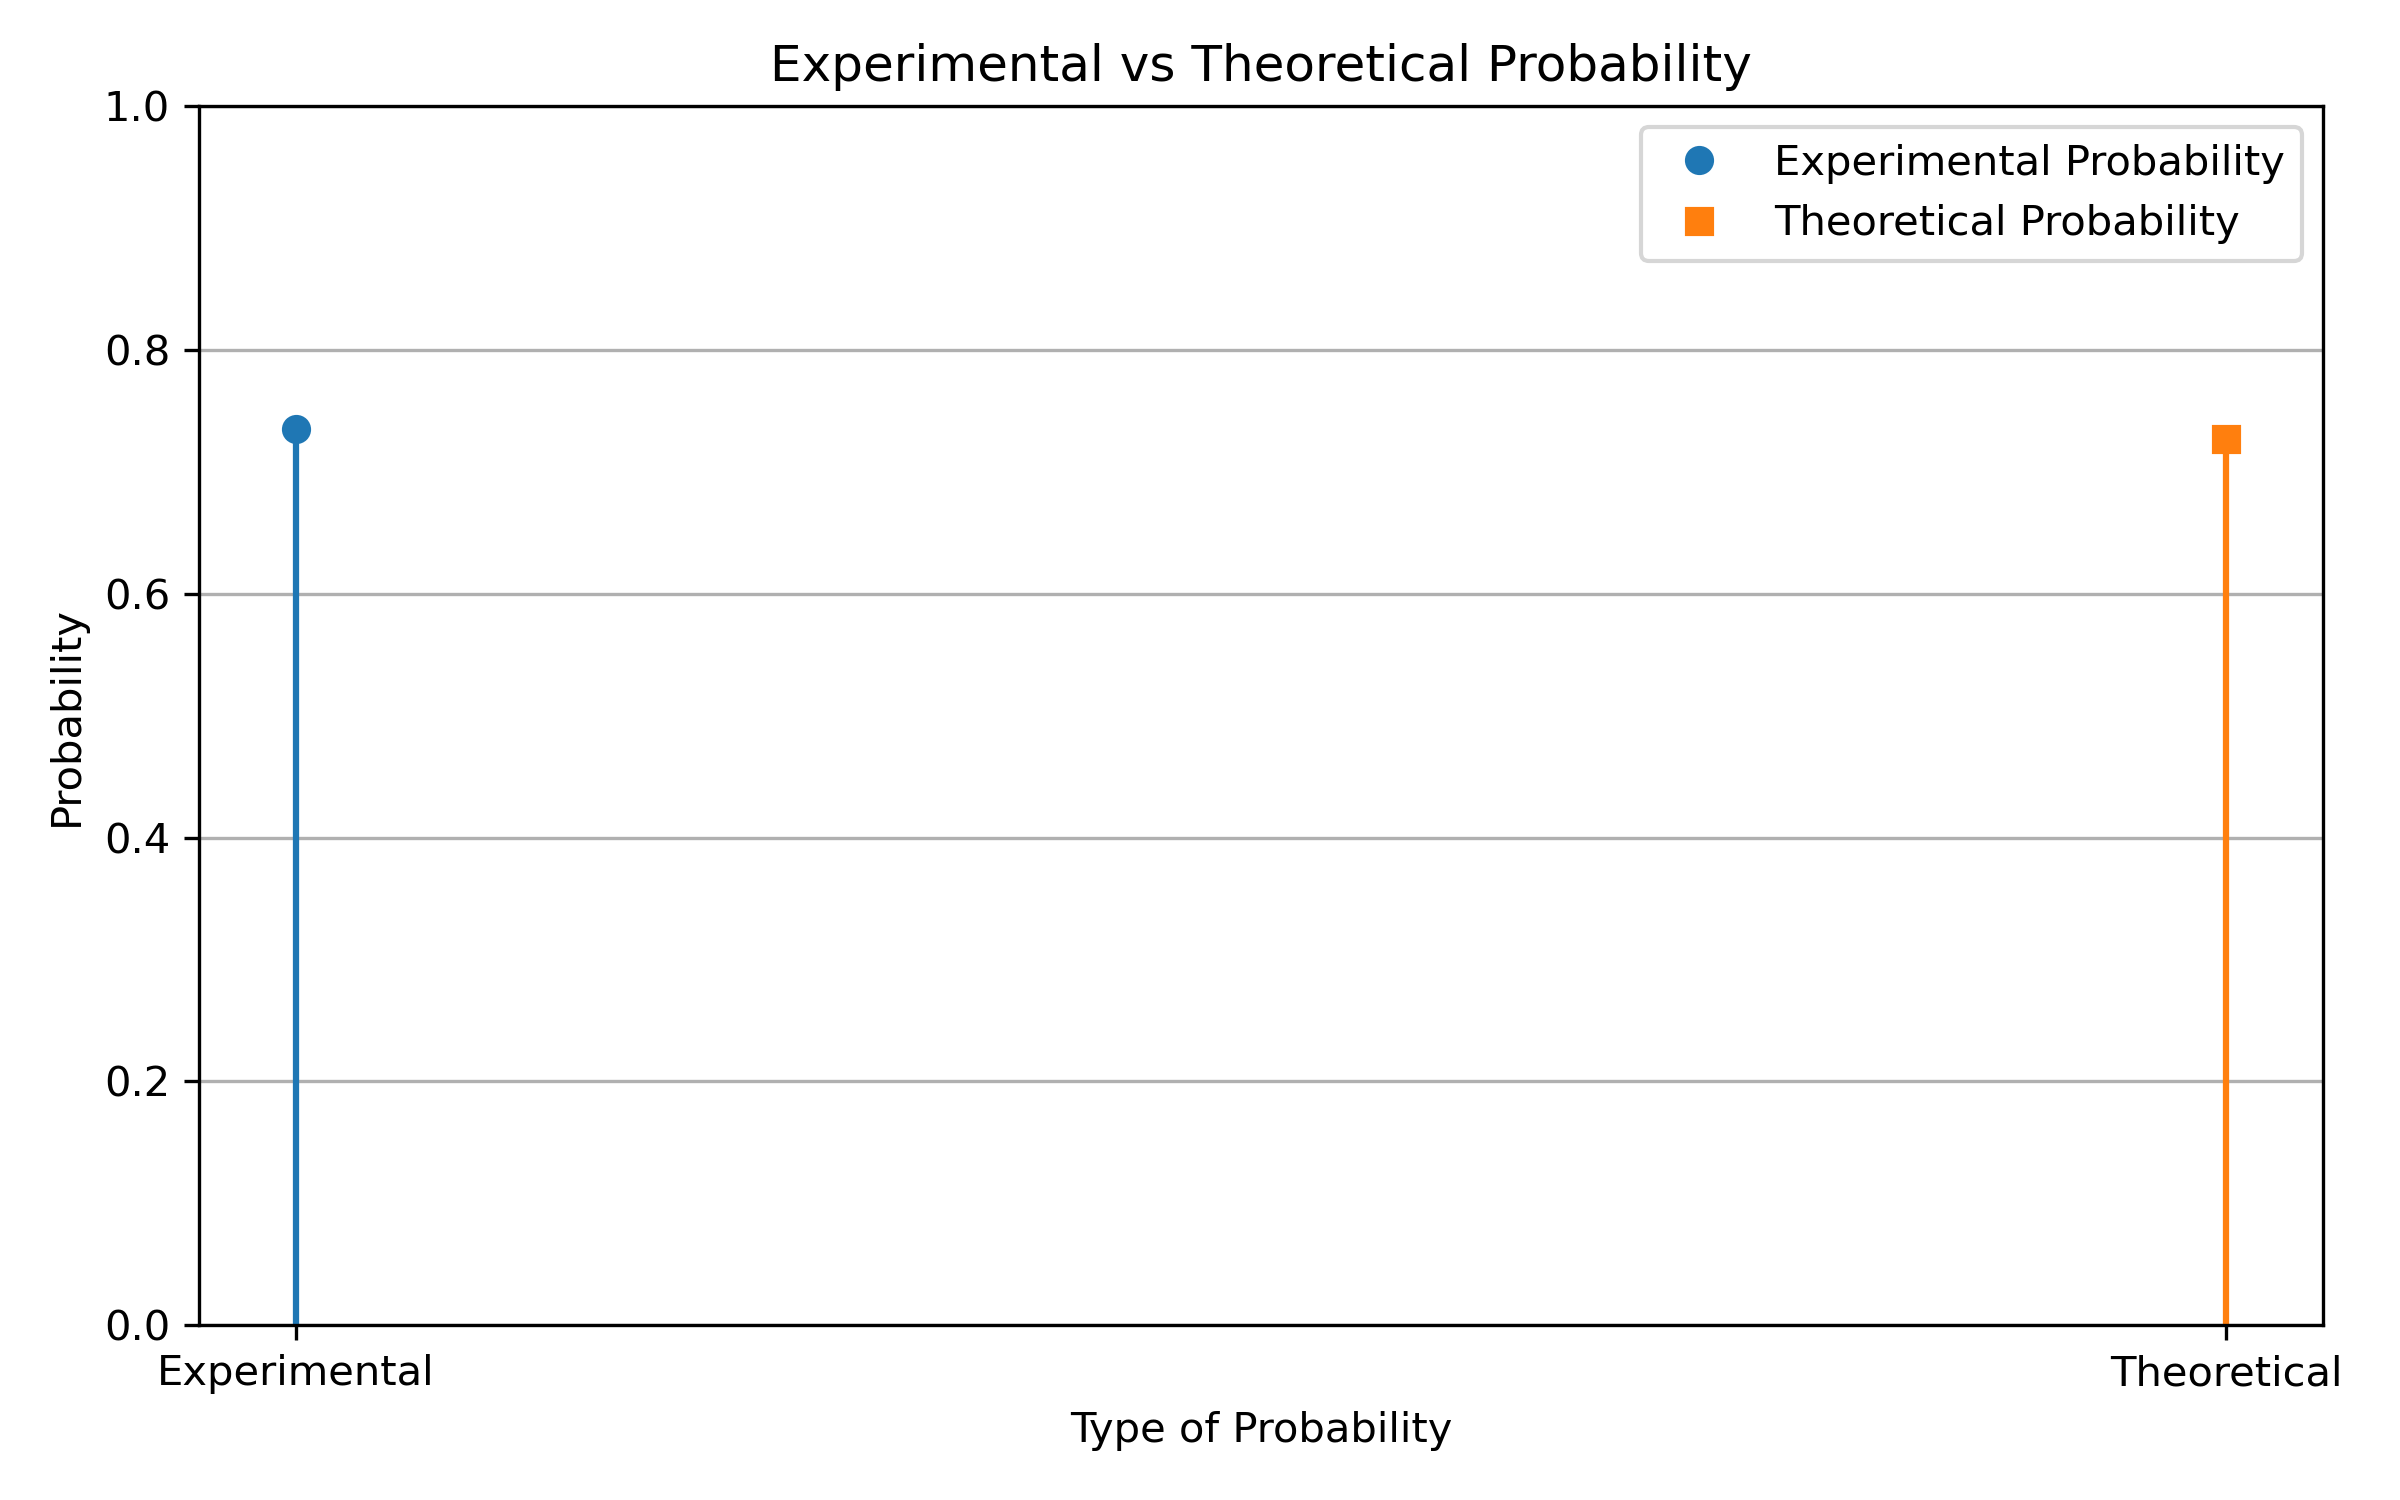 Experimental vs Theoretical Probability
1.0
0.8
0.6
0.4
0.2
0.0
Probability
Experimental Probability
Theoretical Probability
Experimental
Theoretical
Type of Probability